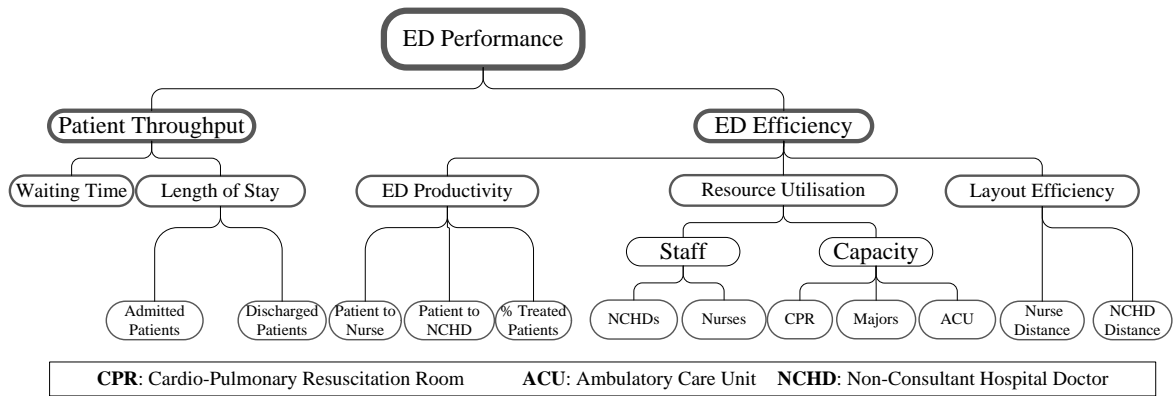 ED Performance
Patient Throughput
ED Efficiency
Waiting Time
Length of Stay
ED Productivity
Resource Utilisation
Layout Efficiency
Staff
Capacity
Admitted
Patients
Discharged
Patients
Patient to
Nurse
Patient to
NCHD
% Treated
Patients
NCHDs
Nurses
CPR
Majors
ACU
Nurse
Distance
NCHD
Distance
CPR: Cardio-Pulmonary Resuscitation Room ACU: Ambulatory Care Unit NCHD: Non-Consultant Hospital Doctor